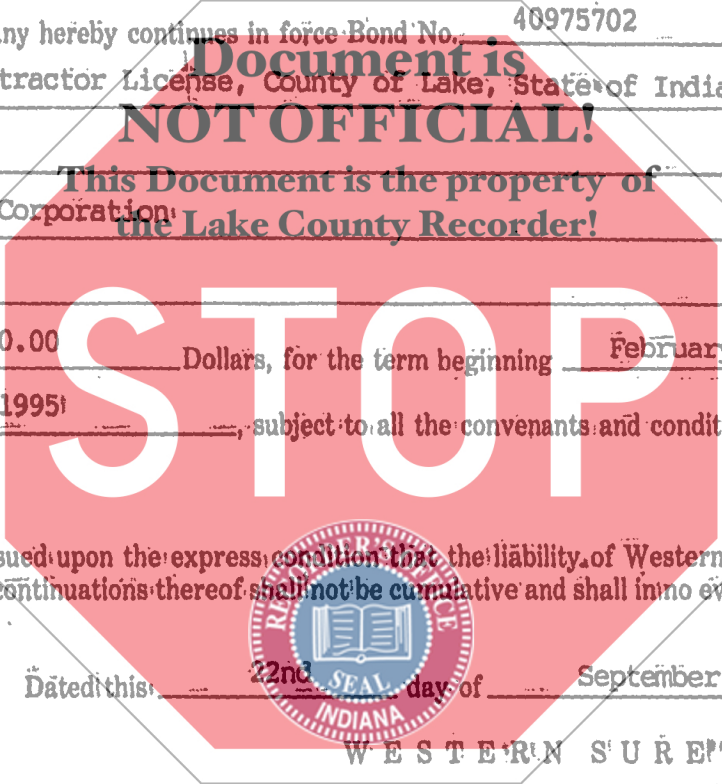 ny hereby continues in force Bond No. 40975702
Document is
tractor License, County of Lake, State of Indi
NOT OFFICIAL!
This Document is the property of
Corporation
the Lake County Recorder!
STOP
0.00 Dollars, for the term beginning February
1995 , subject to all the convenants and condit
sued upon the express condition that the liability of Western
continuations thereof shall not be cumulative and shall in no ev
RECORDER'S OFFICE
SEAL
INDIANA
Dated this 22nd day of September
WESTERN SURE